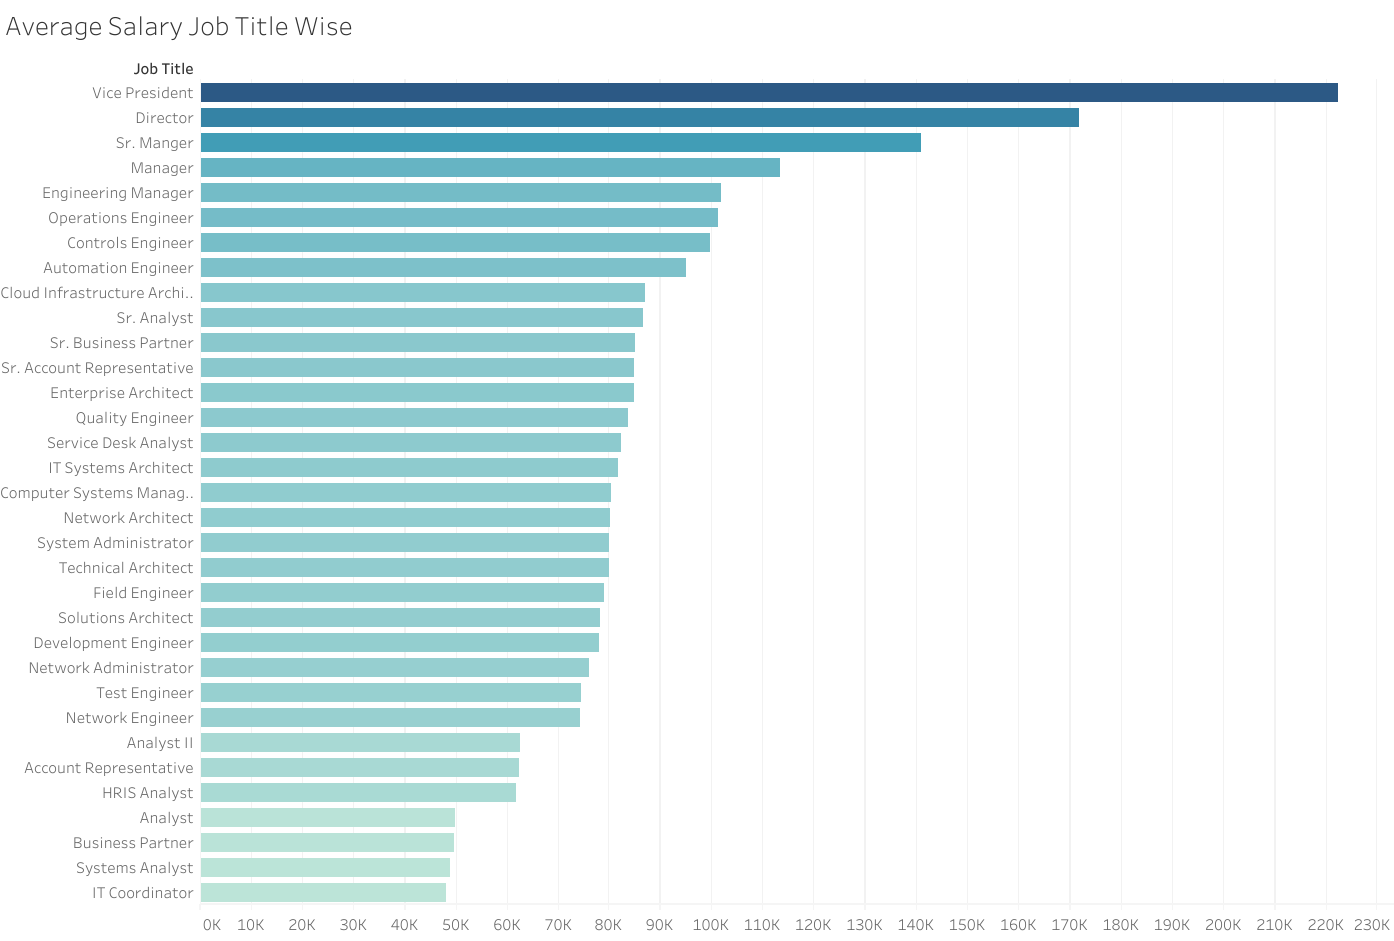 Average Salary Job Title Wise
Job Title
Vice President
Director
Sr. Manger
Manager
Engineering Manager
Operations Engineer
Controls Engineer
Automation Engineer
Cloud Infrastructure Archi..
Sr. Analyst
Sr. Business Partner
Sr. Account Representative
Enterprise Architect
Quality Engineer
Service Desk Analyst
IT Systems Architect
Computer Systems Manag..
Network Architect
System Administrator
Technical Architect
Field Engineer
Solutions Architect
Development Engineer
Network Administrator
Test Engineer
Network Engineer
Analyst II
Account Representative
HRIS Analyst
Analyst
Business Partner
Systems Analyst
IT Coordinator
0K 10K 20K 30K 40K 50K 60K 70K 80K 90K 100K 110K 120K 130K 140K 150K 160K 170K 180K 190K 200K 210K 220K 230K